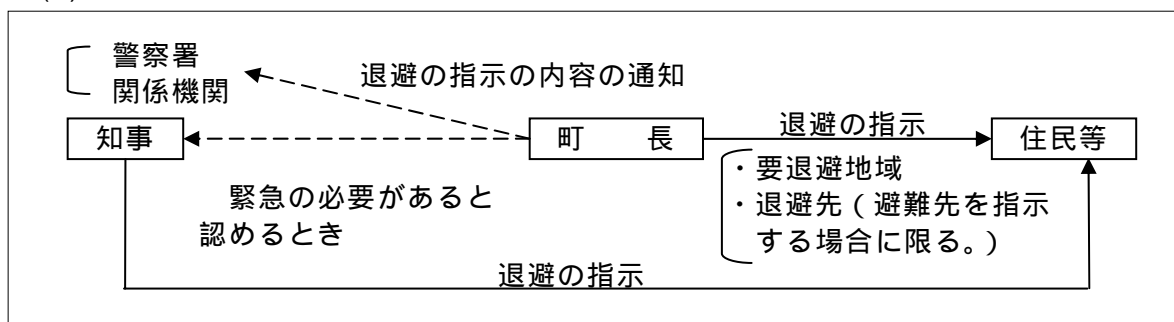 警察署
関係機関
退避の指示の内容の通知
知事
町　　長
退避の指示
住民等
・要退避地域
・退避先（避難先を指示
する場合に限る。）
緊急の必要があると
認めるとき
退避の指示